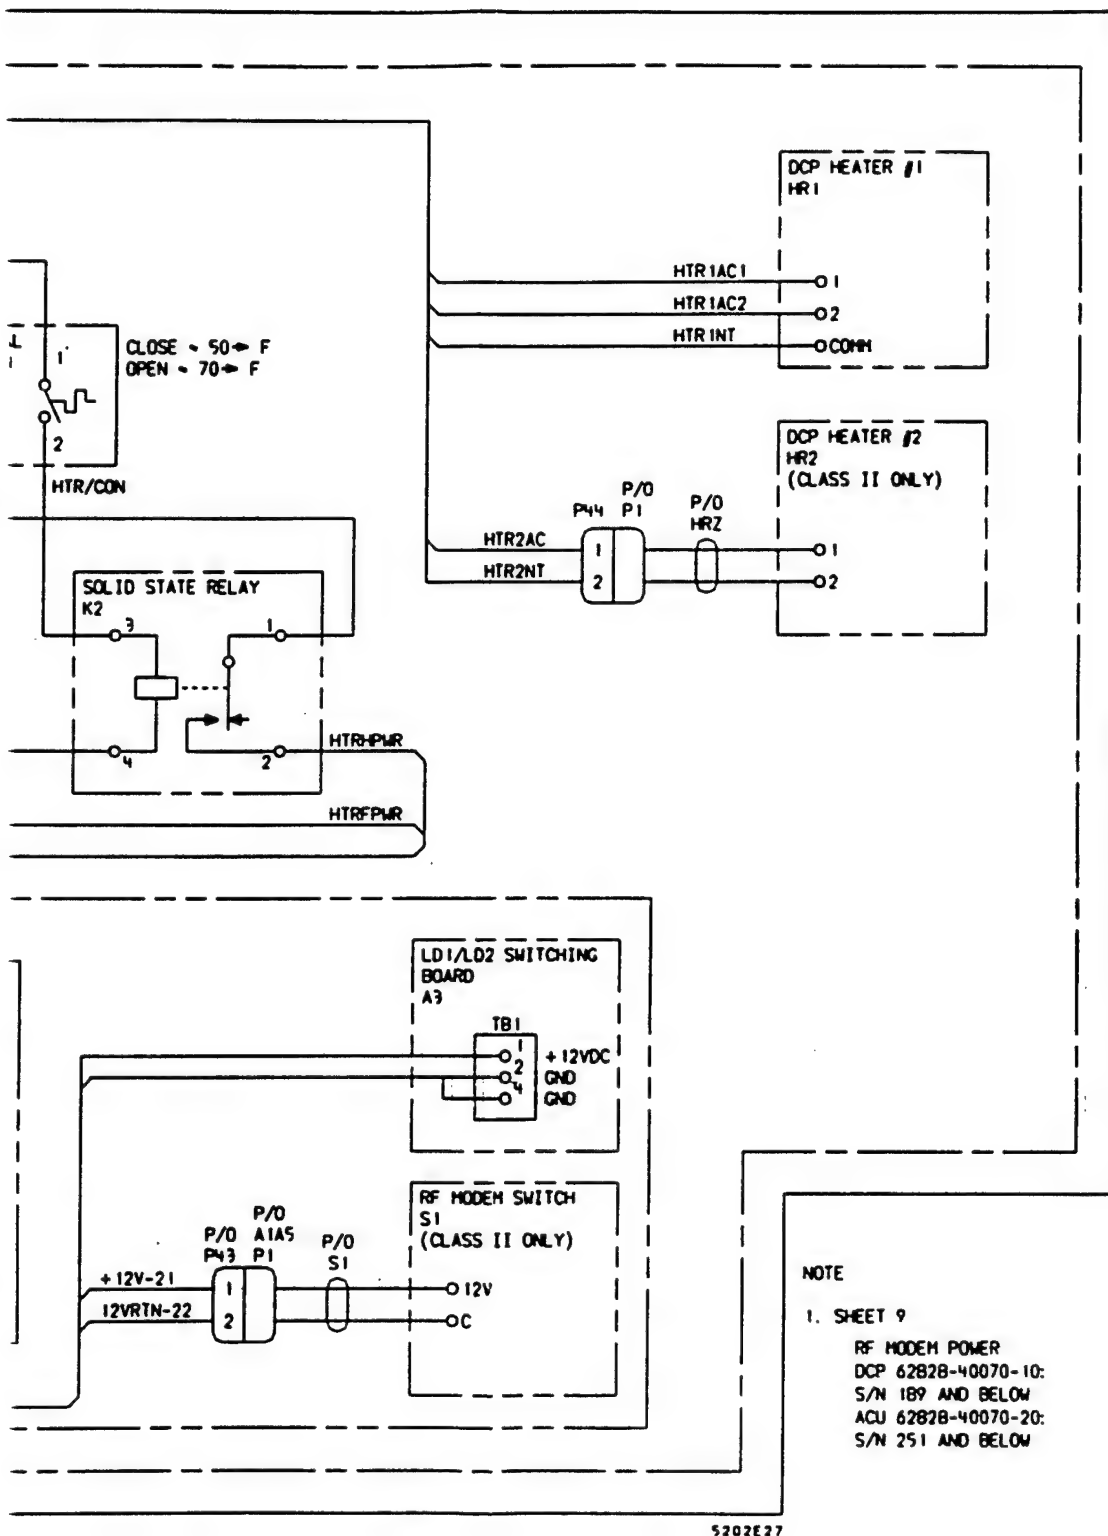 DCP HEATER #1
HR1
HTR1AC1
1
HTR1AC2
2
HTR1NT
COMM
CLOSE ~ 50° F
OPEN ~ 70° F
1
2
HTR/CON
DCP HEATER #2
HR2
(CLASS II ONLY)
P/O
P44 P1
P/O
HRZ
HTR2AC
1
1
HTR2NT
2
2
SOLID STATE RELAY
K2
3
1
4
2
HTRHPWR
HTRFPWR
LD1/LD2 SWITCHING
BOARD
A3
TB1
1
+12VDC
2
GND
4
GND
RF MODEM SWITCH
S1
(CLASS II ONLY)
P/O
P43
P/O
A1A5
P1
P/O
S1
+12V-21
1
12V
12VRTN-22
2
C
NOTE
1. SHEET 9
RF MODEM POWER
DCP 62828-40070-10:
S/N 189 AND BELOW
ACU 62828-40070-20:
S/N 251 AND BELOW
5202E27